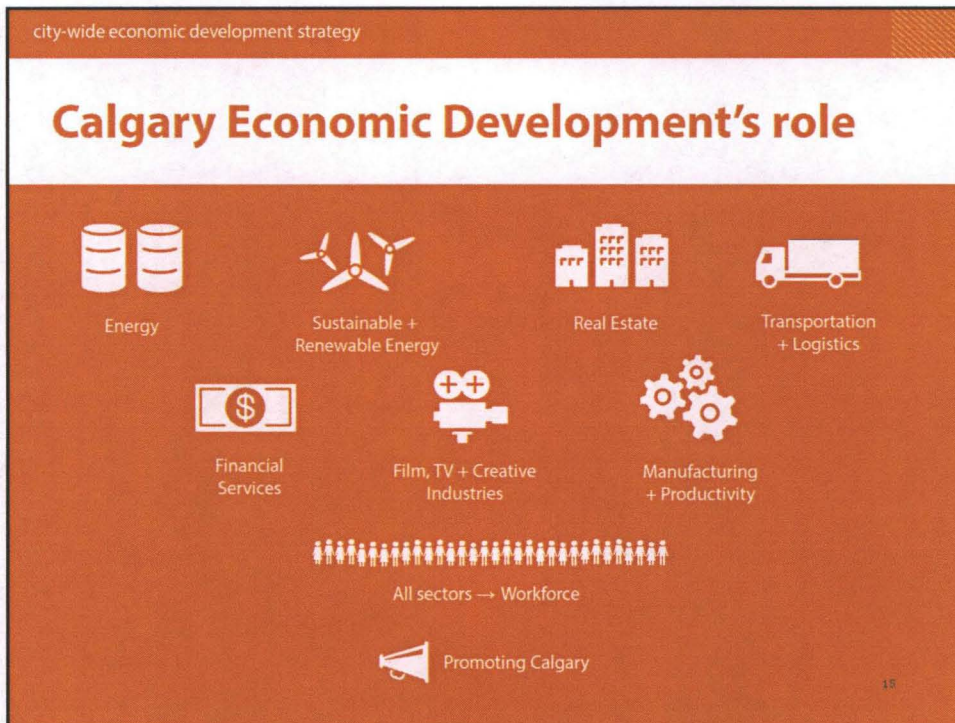 city-wide economic development strategy
Calgary Economic Development's role
Energy
Sustainable +
Renewable Energy
Real Estate
Transportation
+ Logistics
$
Financial
Services
Film, TV + Creative
Industries
Manufacturing
+ Productivity
All sectors → Workforce
Promoting Calgary
15